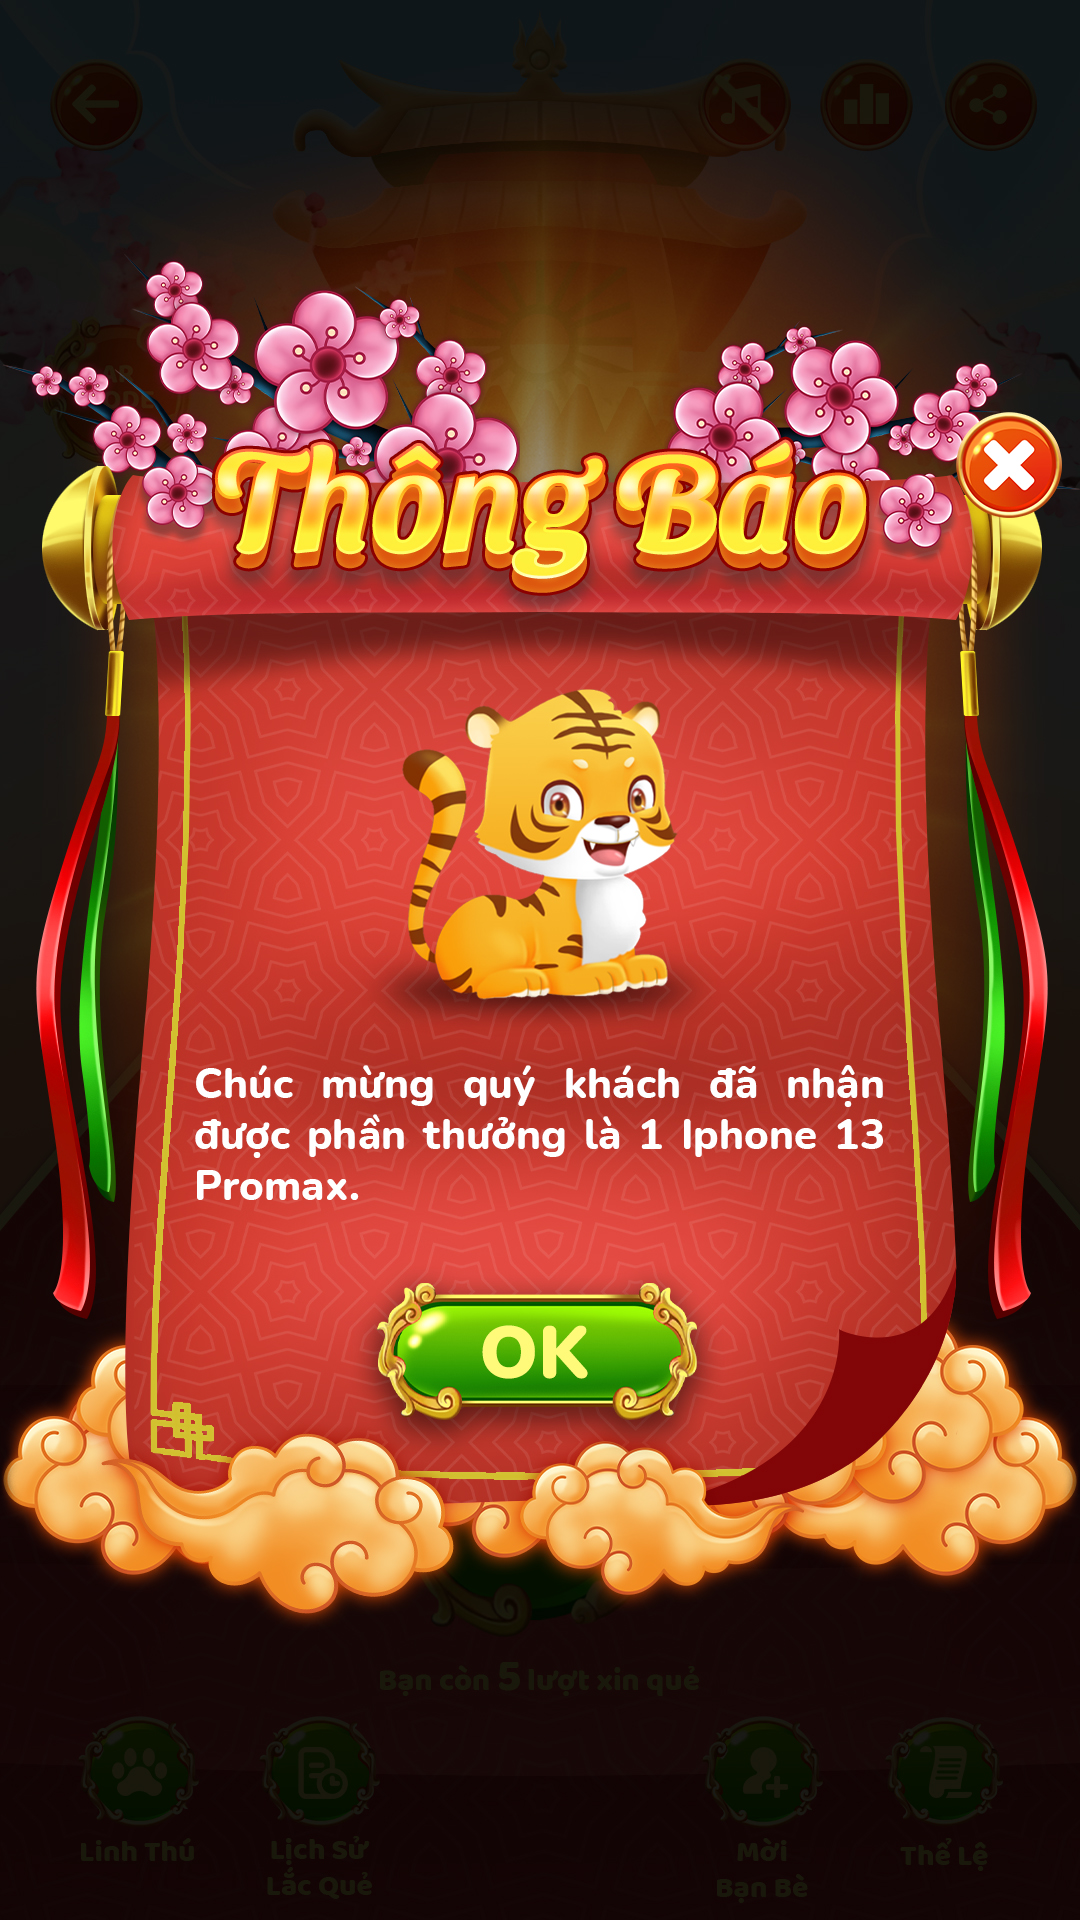 AR
Thông Báo
Chúc mừng quý khách đã nhận
được phần thưởng là 1 Iphone 13
Promax.
OK
Bạn còn 5 lượt xin quẻ
Linh Thú
Lịch Sử
Lắc Quẻ
Mời
Bạn Bè
Thể Lệ